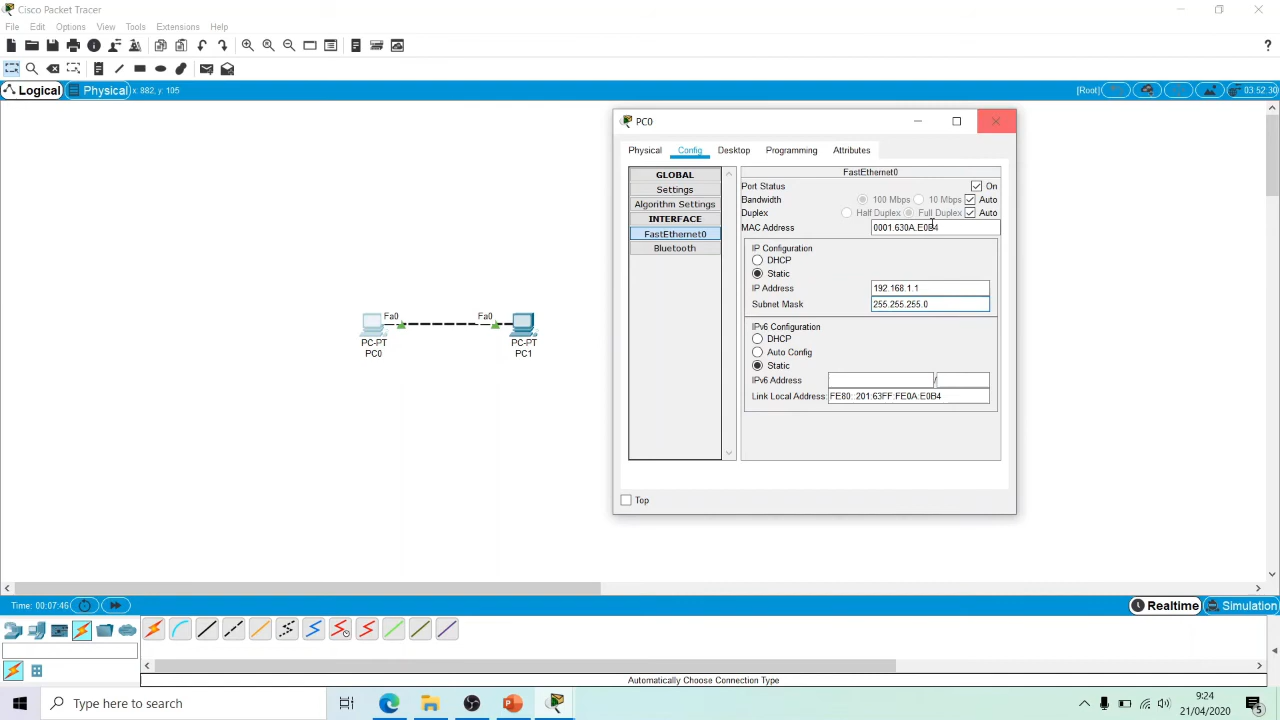 Cisco Packet Tracer
File Edit Options View Tools Extensions Help
?
Logical Physical x: 882, y: 105 [Root] 03:52:30
PC0
Physical Config Desktop Programming Attributes
GLOBAL
Settings
Algorithm Settings
INTERFACE
FastEthernet0
Bluetooth
FastEthernet0
Port Status On
Bandwidth 100 Mbps 10 Mbps Auto
Duplex Half Duplex Full Duplex Auto
MAC Address 0001.630A.E0B4
IP Configuration
DHCP
Static
IP Address 192.168.1.1
Subnet Mask 255.255.255.0
IPv6 Configuration
DHCP
Auto Config
Static
IPv6 Address /
Link Local Address: FE80::201:63FF:FE0A:E0B4
Top
Fa0 Fa0
PC-PT PC-PT
PC0 PC1
Time: 00:07:46 Realtime Simulation
Automatically Choose Connection Type
Type here to search
9:24
21/04/2020
5